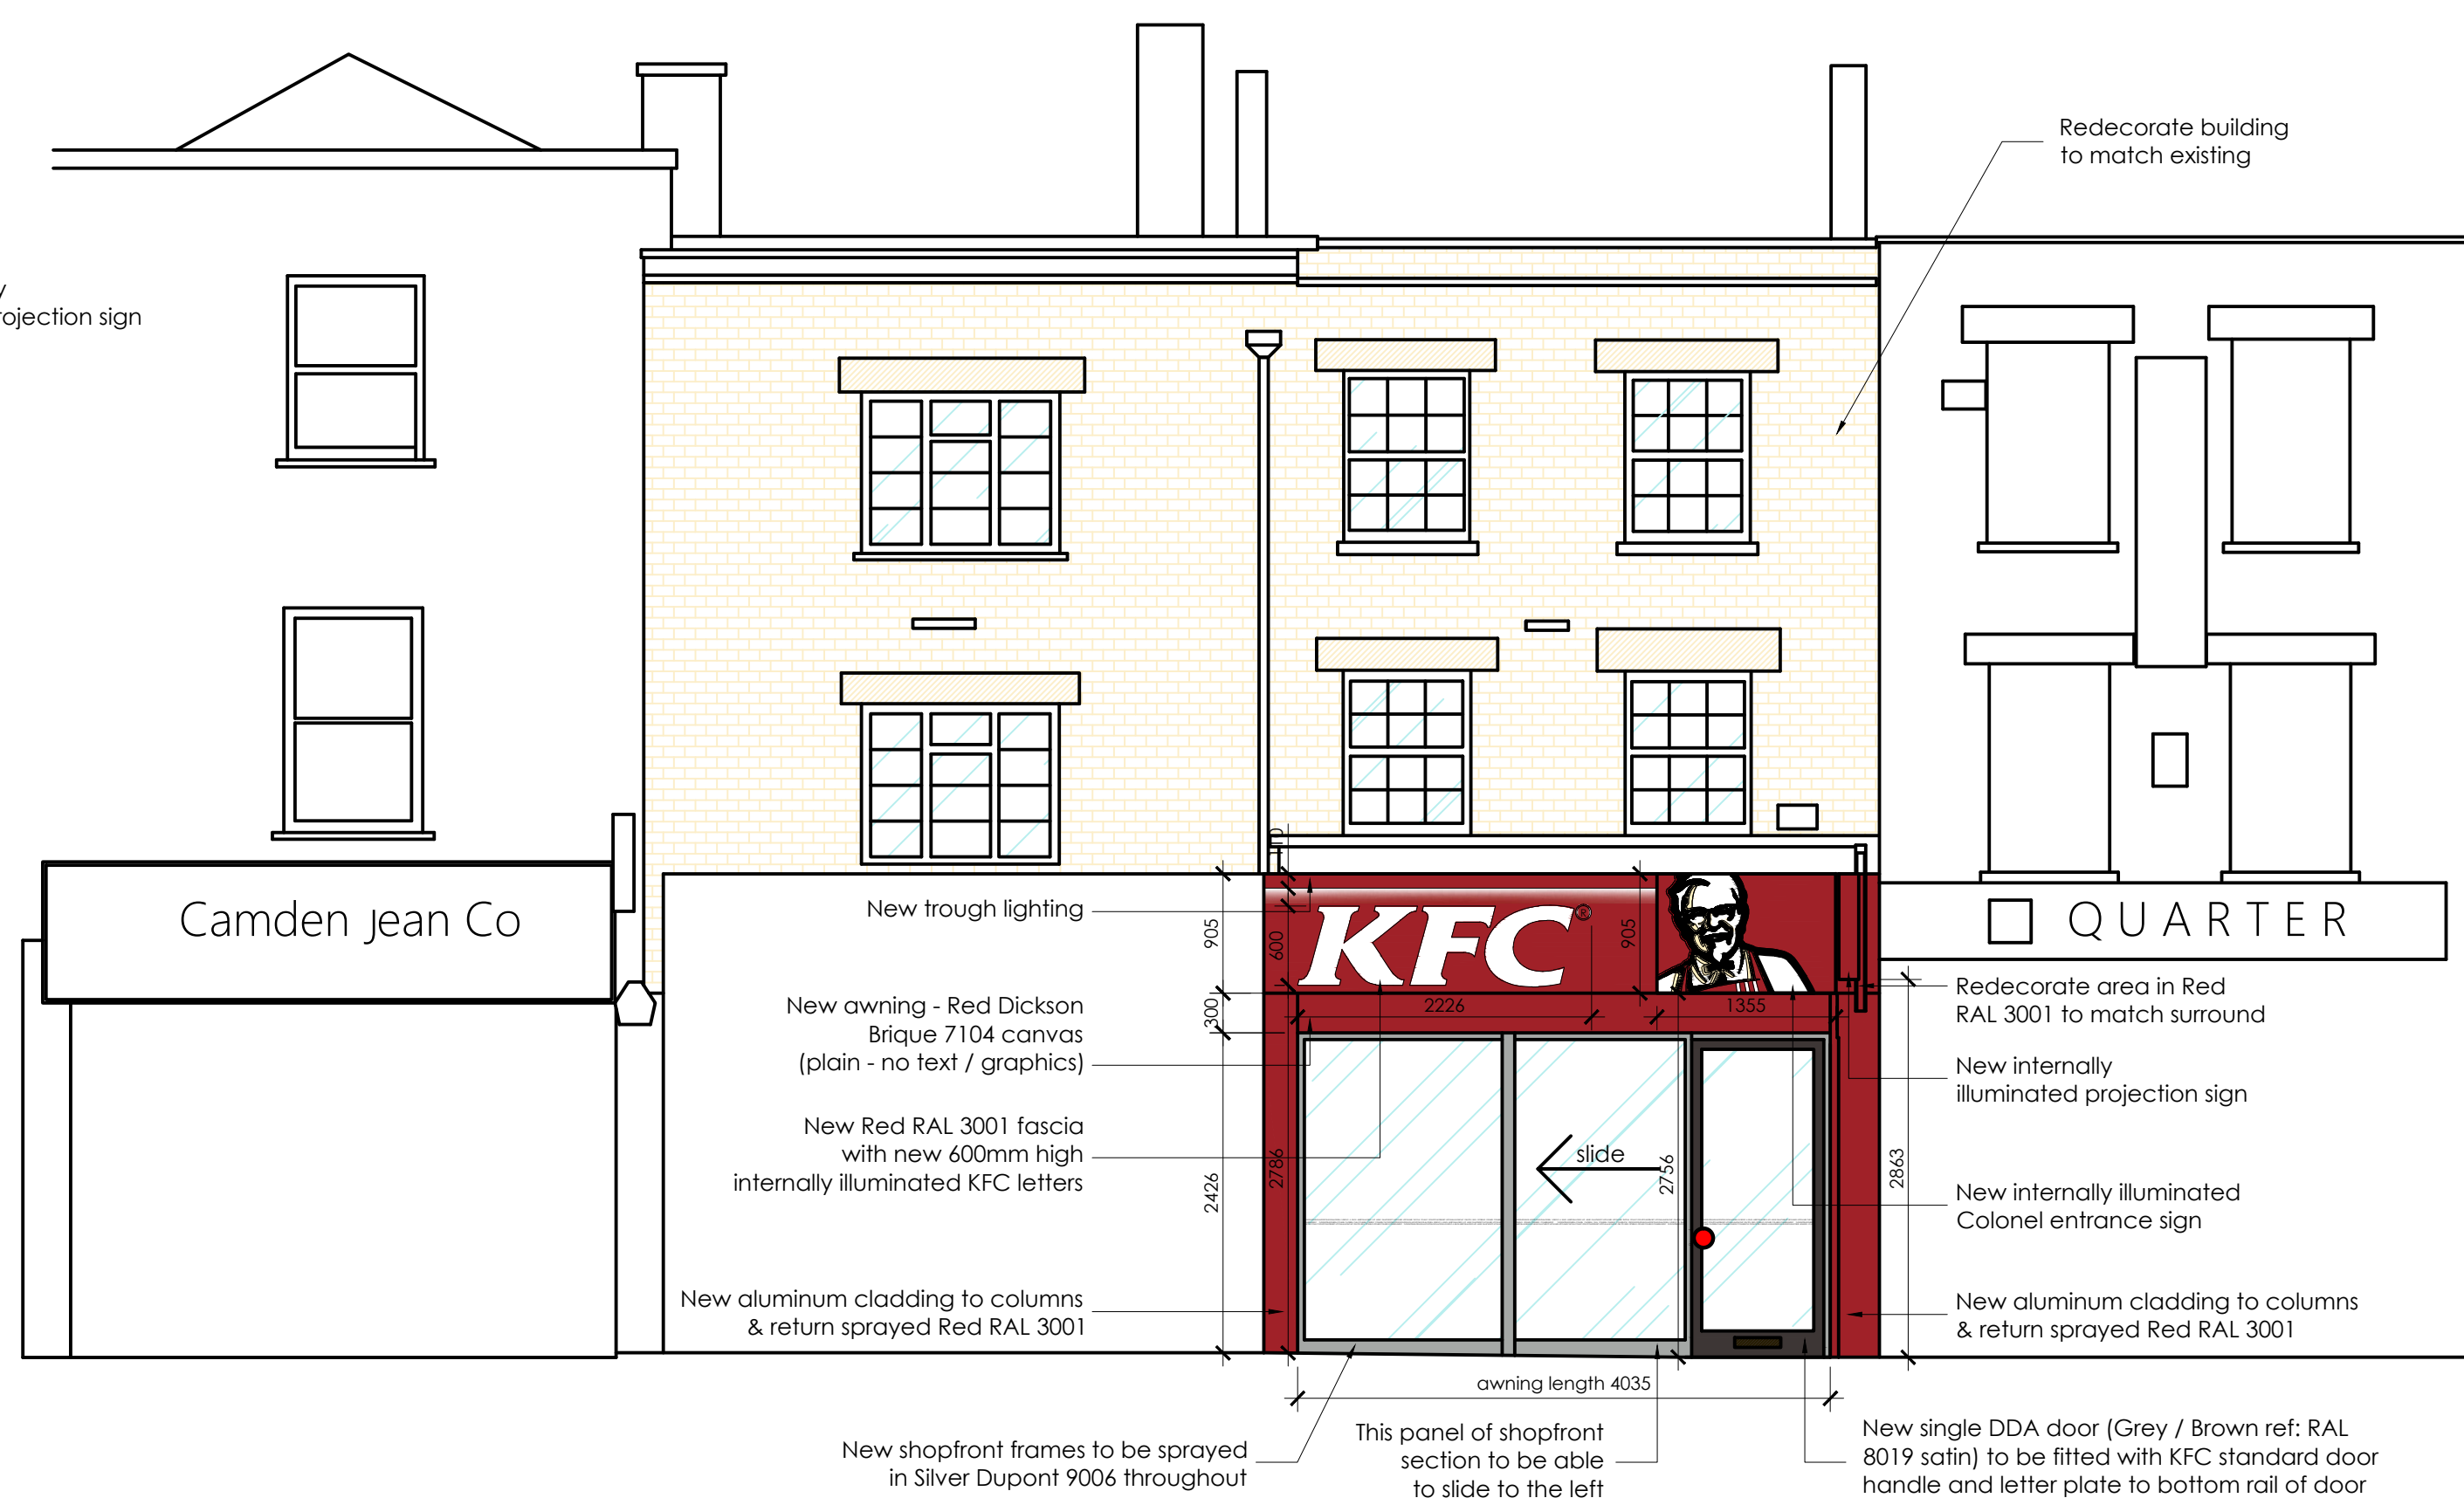 Redecorate building
to match existing
rojection sign
Camden Jean Co
New trough lighting
New awning - Red Dickson
Brique 7104 canvas
(plain - no text / graphics)
New Red RAL 3001 fascia
with new 600mm high
internally illuminated KFC letters
New aluminum cladding to columns
& return sprayed Red RAL 3001
905
300
2426
600
2786
KFC®
905
2226
1355
slide
2756
QUARTER
Redecorate area in Red
RAL 3001 to match surround
New internally
illuminated projection sign
2863
New internally illuminated
Colonel entrance sign
New aluminum cladding to columns
& return sprayed Red RAL 3001
awning length 4035
New shopfront frames to be sprayed
in Silver Dupont 9006 throughout
This panel of shopfront
section to be able
to slide to the left
New single DDA door (Grey / Brown ref: RAL
8019 satin) to be fitted with KFC standard door
handle and letter plate to bottom rail of door